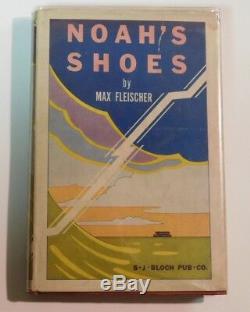 NOAH'S
SHOES
by
MAX FLEISCHER
S·J·BLOCH PUB·CO.